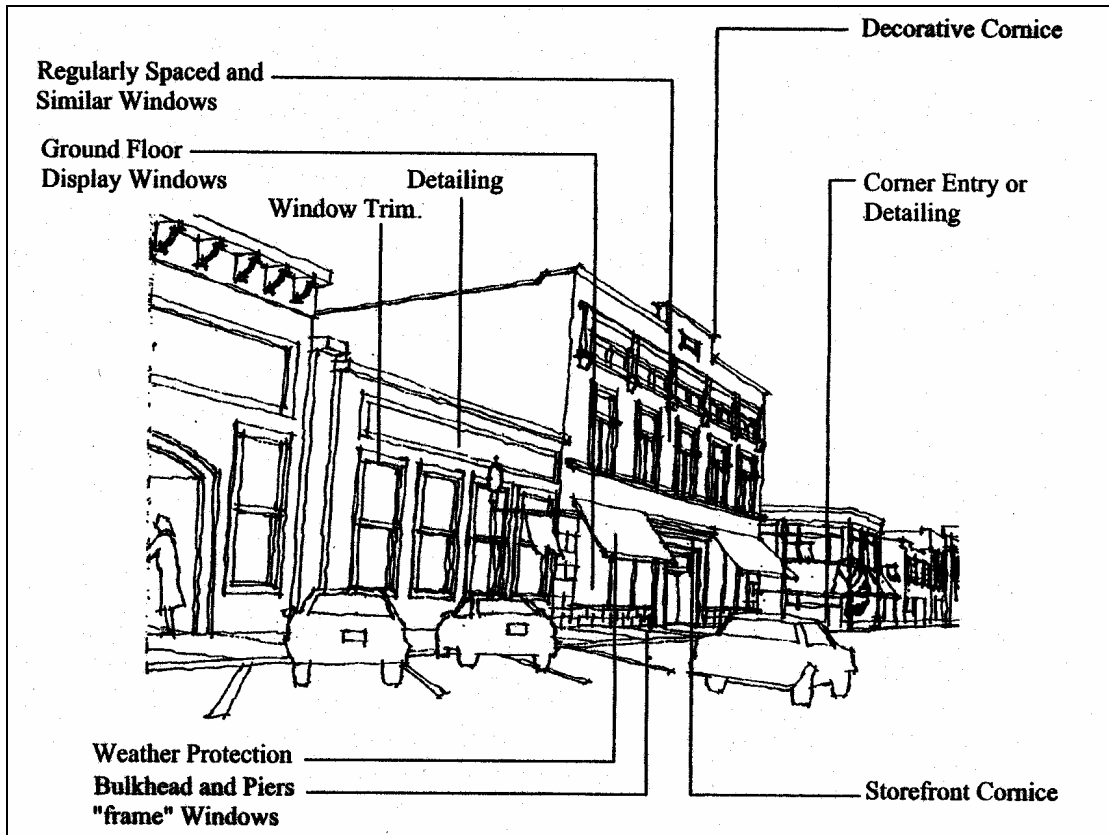 Decorative Cornice
Regularly Spaced and
Similar Windows
Ground Floor
Display Windows
Detailing
Window Trim.
Corner Entry or
Detailing
Weather Protection
Bulkhead and Piers
"frame" Windows
Storefront Cornice